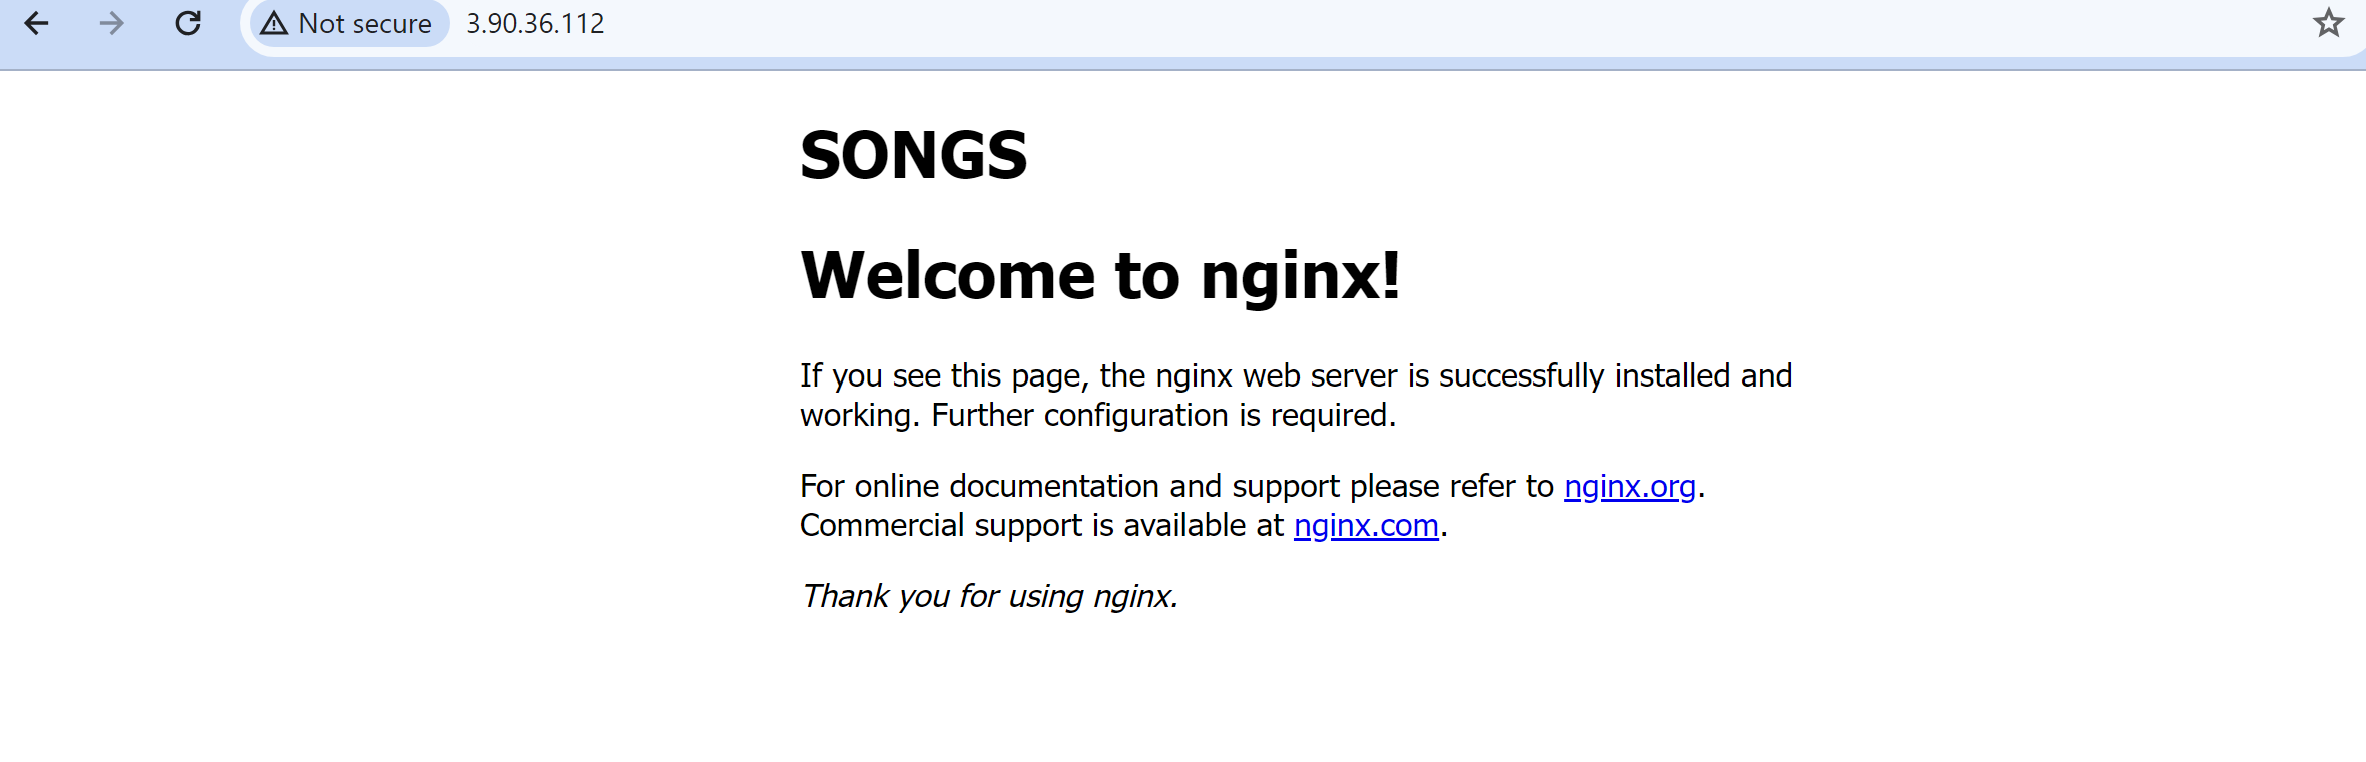 Not secure 3.90.36.112
SONGS
Welcome to nginx!
If you see this page, the nginx web server is successfully installed and
working. Further configuration is required.
For online documentation and support please refer to nginx.org.
Commercial support is available at nginx.com.
Thank you for using nginx.